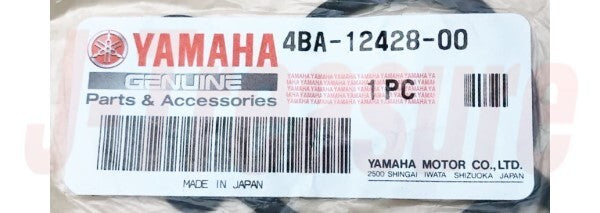 YAMAHA 4BA-12428-00
GENUINE
Parts & Accessories
1 PC
MADE IN JAPAN
YAMAHA MOTOR CO., LTD.
2500 SHINGAI IWATA SHIZUOKA JAPAN